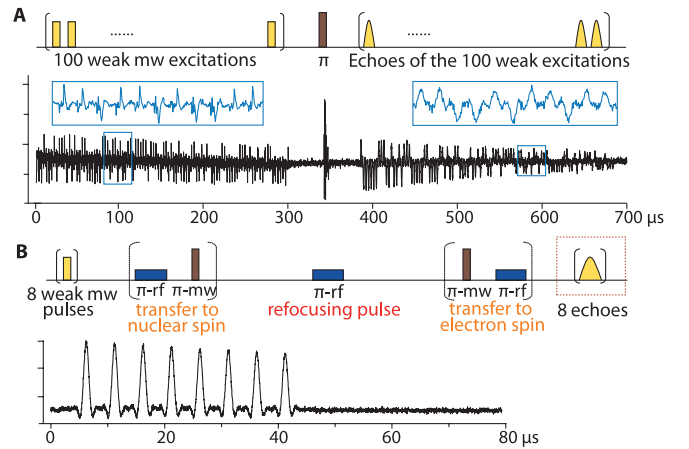 A
......
......
100 weak mw excitations
π
Echoes of the 100 weak excitations
0
100
200
300
400
500
600
700 μs
B
8 weak mw
pulses
π-rf
π-mw
transfer to
nuclear spin
π-rf
refocusing pulse
π-mw
π-rf
transfer to
electron spin
8 echoes
0
20
40
60
80 μs